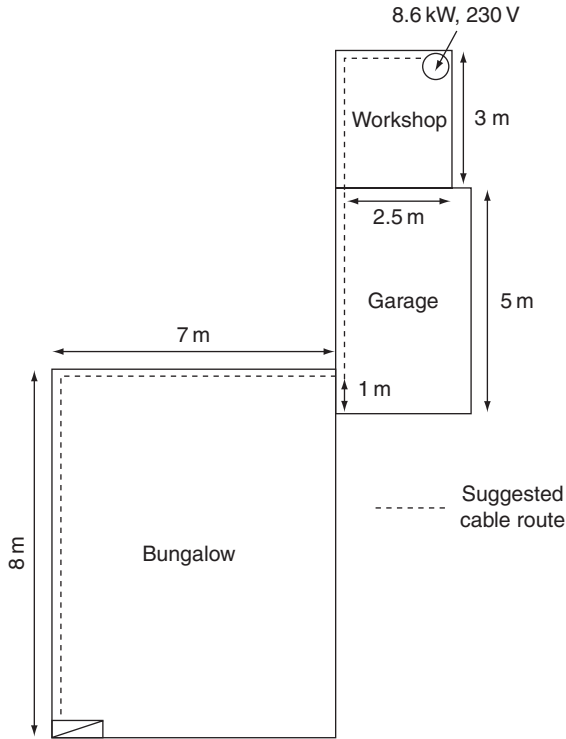 8.6 kW, 230 V
Workshop
3 m
2.5 m
Garage
5 m
7 m
1 m
Suggested
cable route
Bungalow
8 m